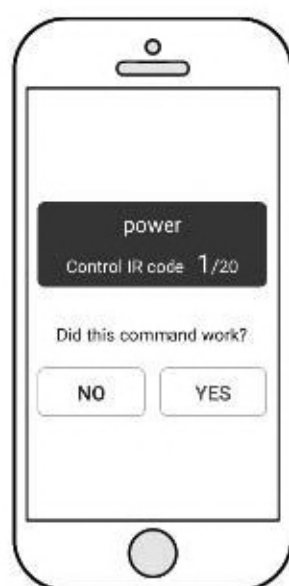 power
Control IR code 1/20
Did this command work?
NO YES